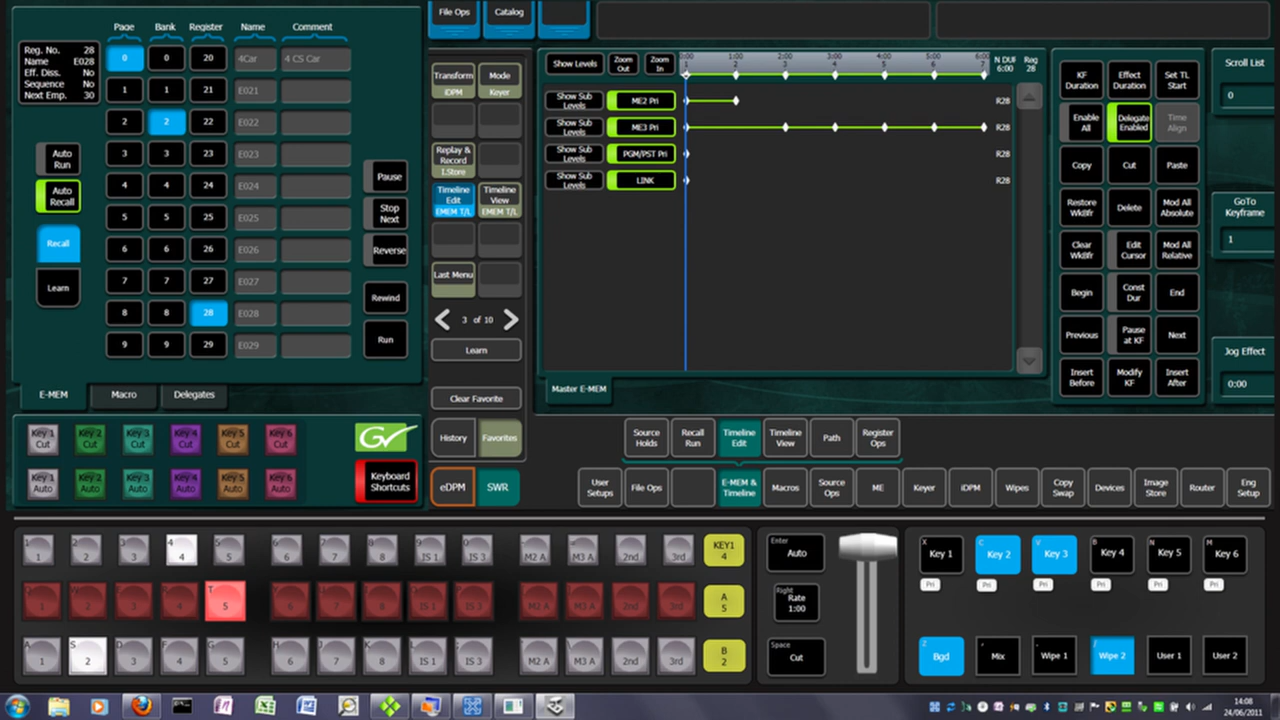 File Ops
Catalog
Page Bank Register Name Comment
Reg. No. 28
Name E028
Eff. Diss. No
Sequence No
Next Emp. 30
0 0 20 4Car 4 CS Car
1 1 21 E021
2 2 22 E022
3 3 23 E023
4 4 24 E024
5 5 25 E025
6 6 26 E026
7 7 27 E027
8 8 28 E028
9 9 29 E029
Auto Run
Auto Recall
Recall
Learn
Pause
Stop Next
Reverse
Rewind
Run
E-MEM Macro Delegates
Transform
iDPM
Mode
Keyer
Replay & Record
I.Store
Timeline Edit
EMEM T/L
Timeline View
EMEM T/L
Last Menu
3 of 10
Learn
Clear Favorite
History Favorites
eDPM SWR
Show Levels
Zoom Out
Zoom In
0:00 1:00 2:00 3:00 4:00 5:00 6:00
1 2 3 4 5 6 7
N DUR
6:00
Reg
28
Show Sub Levels ME2 Pri R28
Show Sub Levels ME3 Pri R28
Show Sub Levels PGM/PST Pri R28
Show Sub Levels LINK R28
Master E-MEM
KF Duration
Effect Duration
Set TL Start
Enable All
Delegate Enabled
Time Align
Copy Cut Paste
Restore WkBfr
Delete
Mod All Absolute
Clear WkBfr
Edit Cursor
Mod All Relative
Begin
Const Dur
End
Previous
Pause at KF
Next
Insert Before
Modify KF
Insert After
Scroll List
0
GoTo Keyframe
1
Jog Effect
0:00
Key 1 Cut
Key 2 Cut
Key 3 Cut
Key 4 Cut
Key 5 Cut
Key 6 Cut
Key 1 Auto
Key 2 Auto
Key 3 Auto
Key 4 Auto
Key 5 Auto
Key 6 Auto
GV
Keyboard Shortcuts
Source Holds
Recall Run
Timeline Edit
Timeline View
Path
Register Ops
User Setups
File Ops
E-MEM & Timeline
Macros
Source Ops
ME
Keyer
iDPM
Wipes
Copy Swap
Devices
Image Store
Router
Eng Setup
1 2 3 4 5 6 7 8 IS 1 IS 3 M2 A M3 A 2nd 3rd
KEY1
4
1 2 3 4 T 5 6 7 8 IS 1 IS 3 M2 A M3 A 2nd 3rd
A
5
A 1 S 2 D 3 F 4 G 5 H 6 J 7 K 8 L IS 1 IS 3 M2 A M3 A 2nd 3rd
B
2
Enter
Auto
Right
Rate
1:00
Space
Cut
X Key 1
C Key 2
V Key 3
B Key 4
N Key 5
M Key 6
Pri Pri Pri Pri Pri Pri
Z Bgd
Mix
Wipe 1
/ Wipe 2
User 1
User 2
14:08
24/06/2011